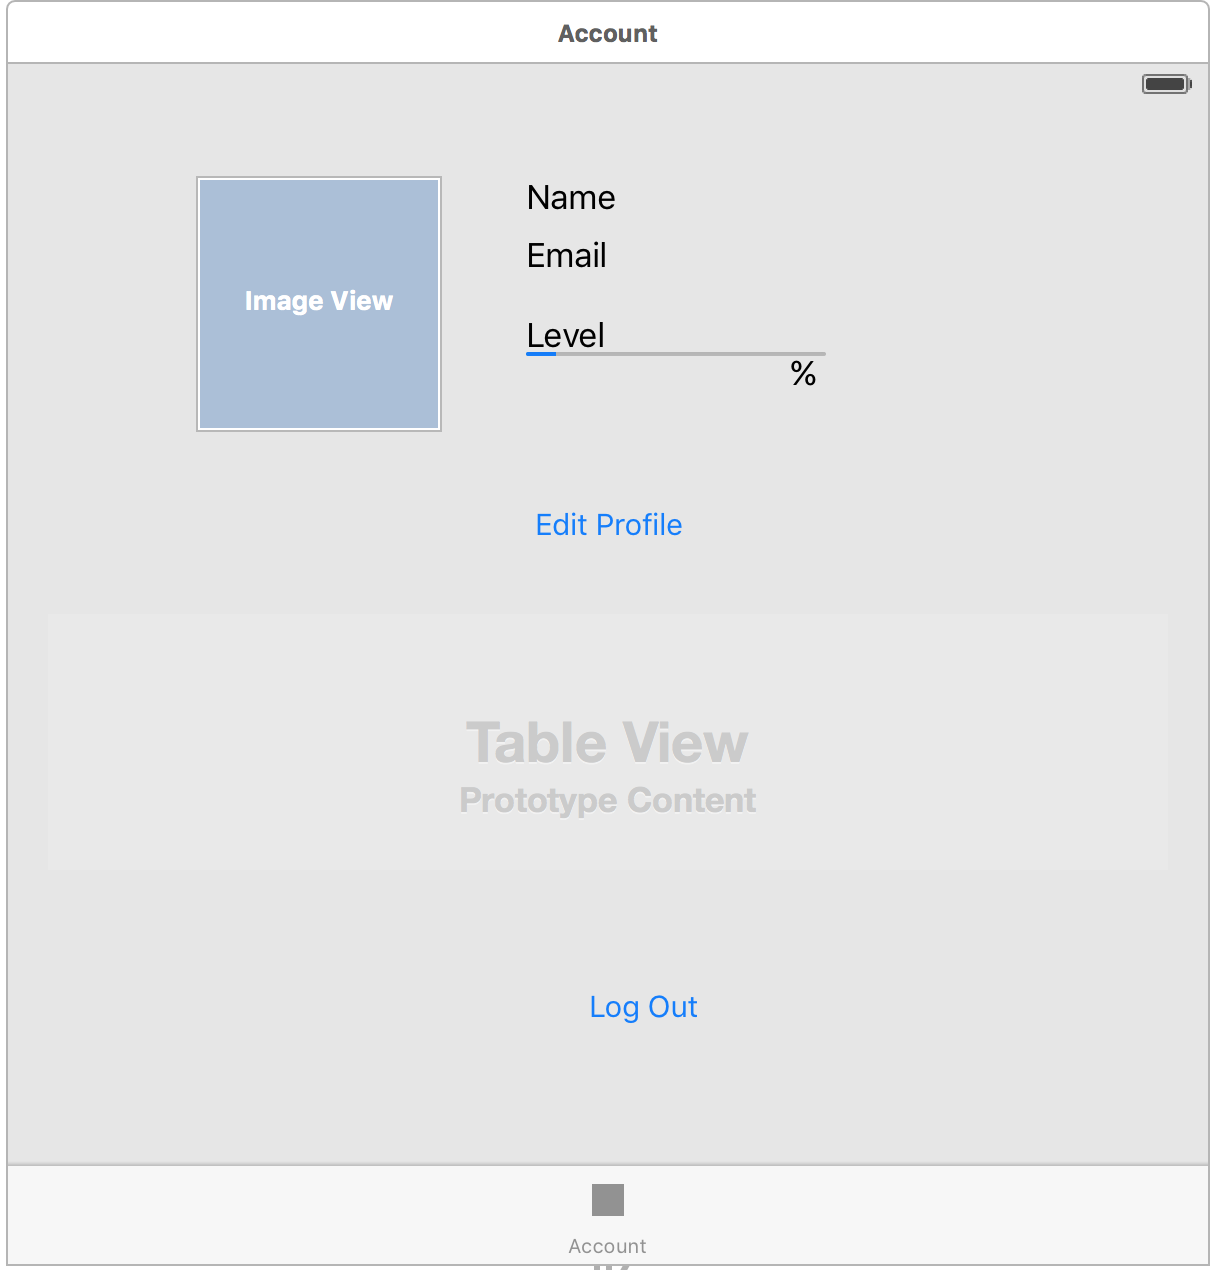 Account
Image View
Name
Email
Level
%
Edit Profile
Table View
Prototype Content
Log Out
Account